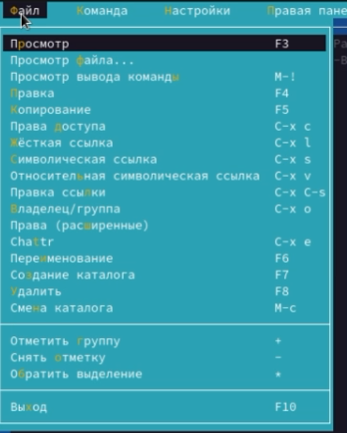 Файл Команда Настройки Правая пане
Просмотр F3
Просмотр файла...
Просмотр вывода команды M-!
Правка F4
Копирование F5
Права доступа C-x c
Жёсткая ссылка C-x l
Символическая ссылка C-x s
Относительная символическая ссылка C-x v
Правка ссылки C-x C-s
Владелец/группа C-x o
Права (расширенные)
Chattr C-x e
Переименование F6
Создание каталога F7
Удалить F8
Смена каталога M-c
Отметить группу +
Снять отметку -
Обратить выделение *
Выход F10